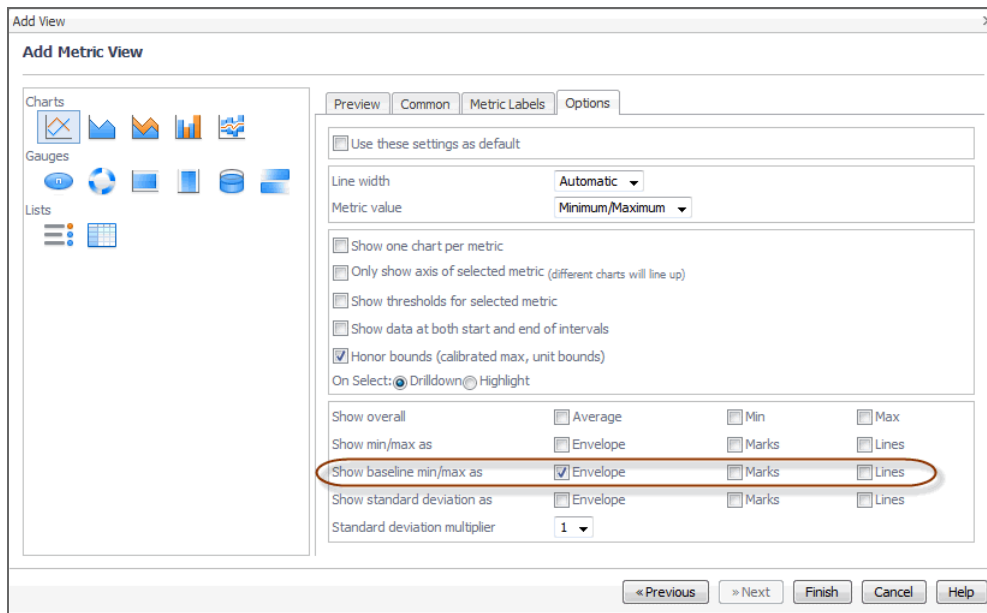 Add View
Add Metric View
Charts
Gauges
n
Lists
Preview Common Metric Labels Options
Use these settings as default
Line width Automatic
Metric value Minimum/Maximum
Show one chart per metric
Only show axis of selected metric (different charts will line up)
Show thresholds for selected metric
Show data at both start and end of intervals
Honor bounds (calibrated max, unit bounds)
On Select: Drilldown Highlight
Show overall Average Min Max
Show min/max as Envelope Marks Lines
Show baseline min/max as Envelope Marks Lines
Show standard deviation as Envelope Marks Lines
Standard deviation multiplier 1
« Previous » Next Finish Cancel Help